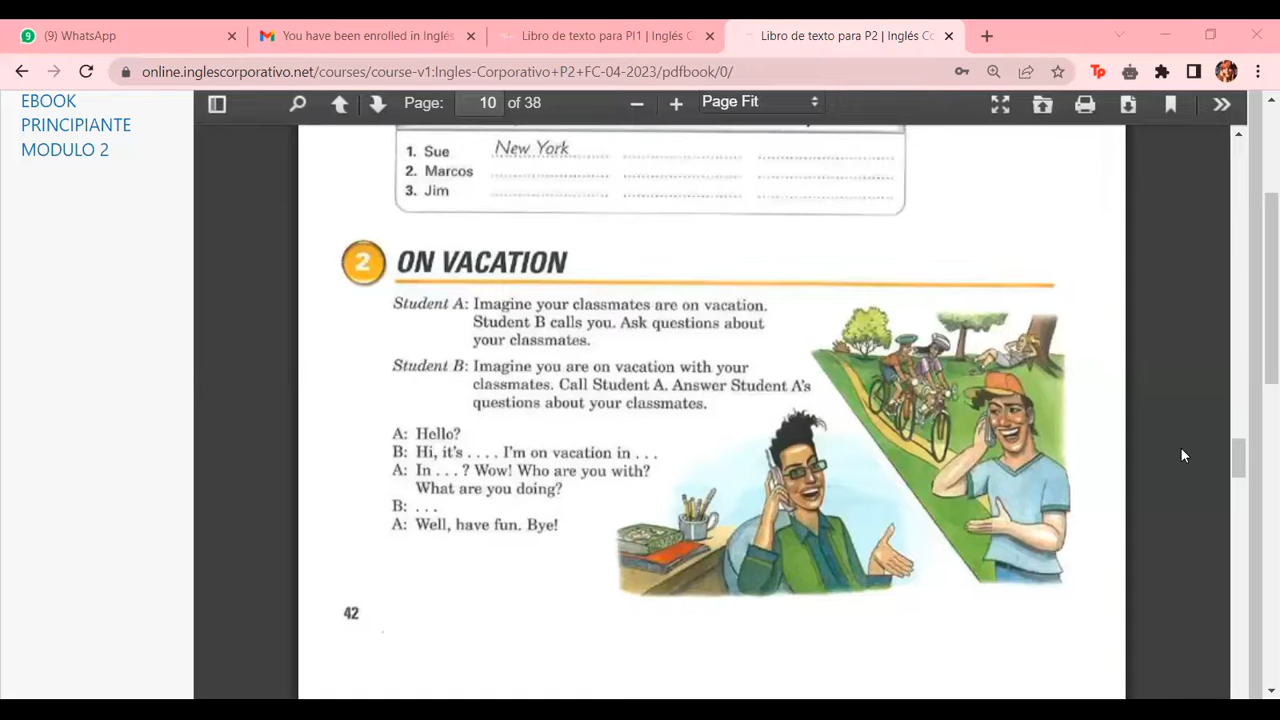 (9) WhatsApp
You have been enrolled in Inglés
Libro de texto para PI1 | Inglés C
Libro de texto para P2 | Inglés Co
online.inglescorporativo.net/courses/course-v1:Ingles-Corporativo+P2+FC-04-2023/pdfbook/0/
EBOOK
PRINCIPIANTE
MODULO 2
Page: 10 of 38
Page Fit
1. Sue New York
2. Marcos
3. Jim
2 ON VACATION
Student A: Imagine your classmates are on vacation.
Student B calls you. Ask questions about
your classmates.
Student B: Imagine you are on vacation with your
classmates. Call Student A. Answer Student A's
questions about your classmates.
A: Hello?
B: Hi, it's . . . . I'm on vacation in . . .
A: In . . . ? Wow! Who are you with?
What are you doing?
B: . . .
A: Well, have fun. Bye!
42